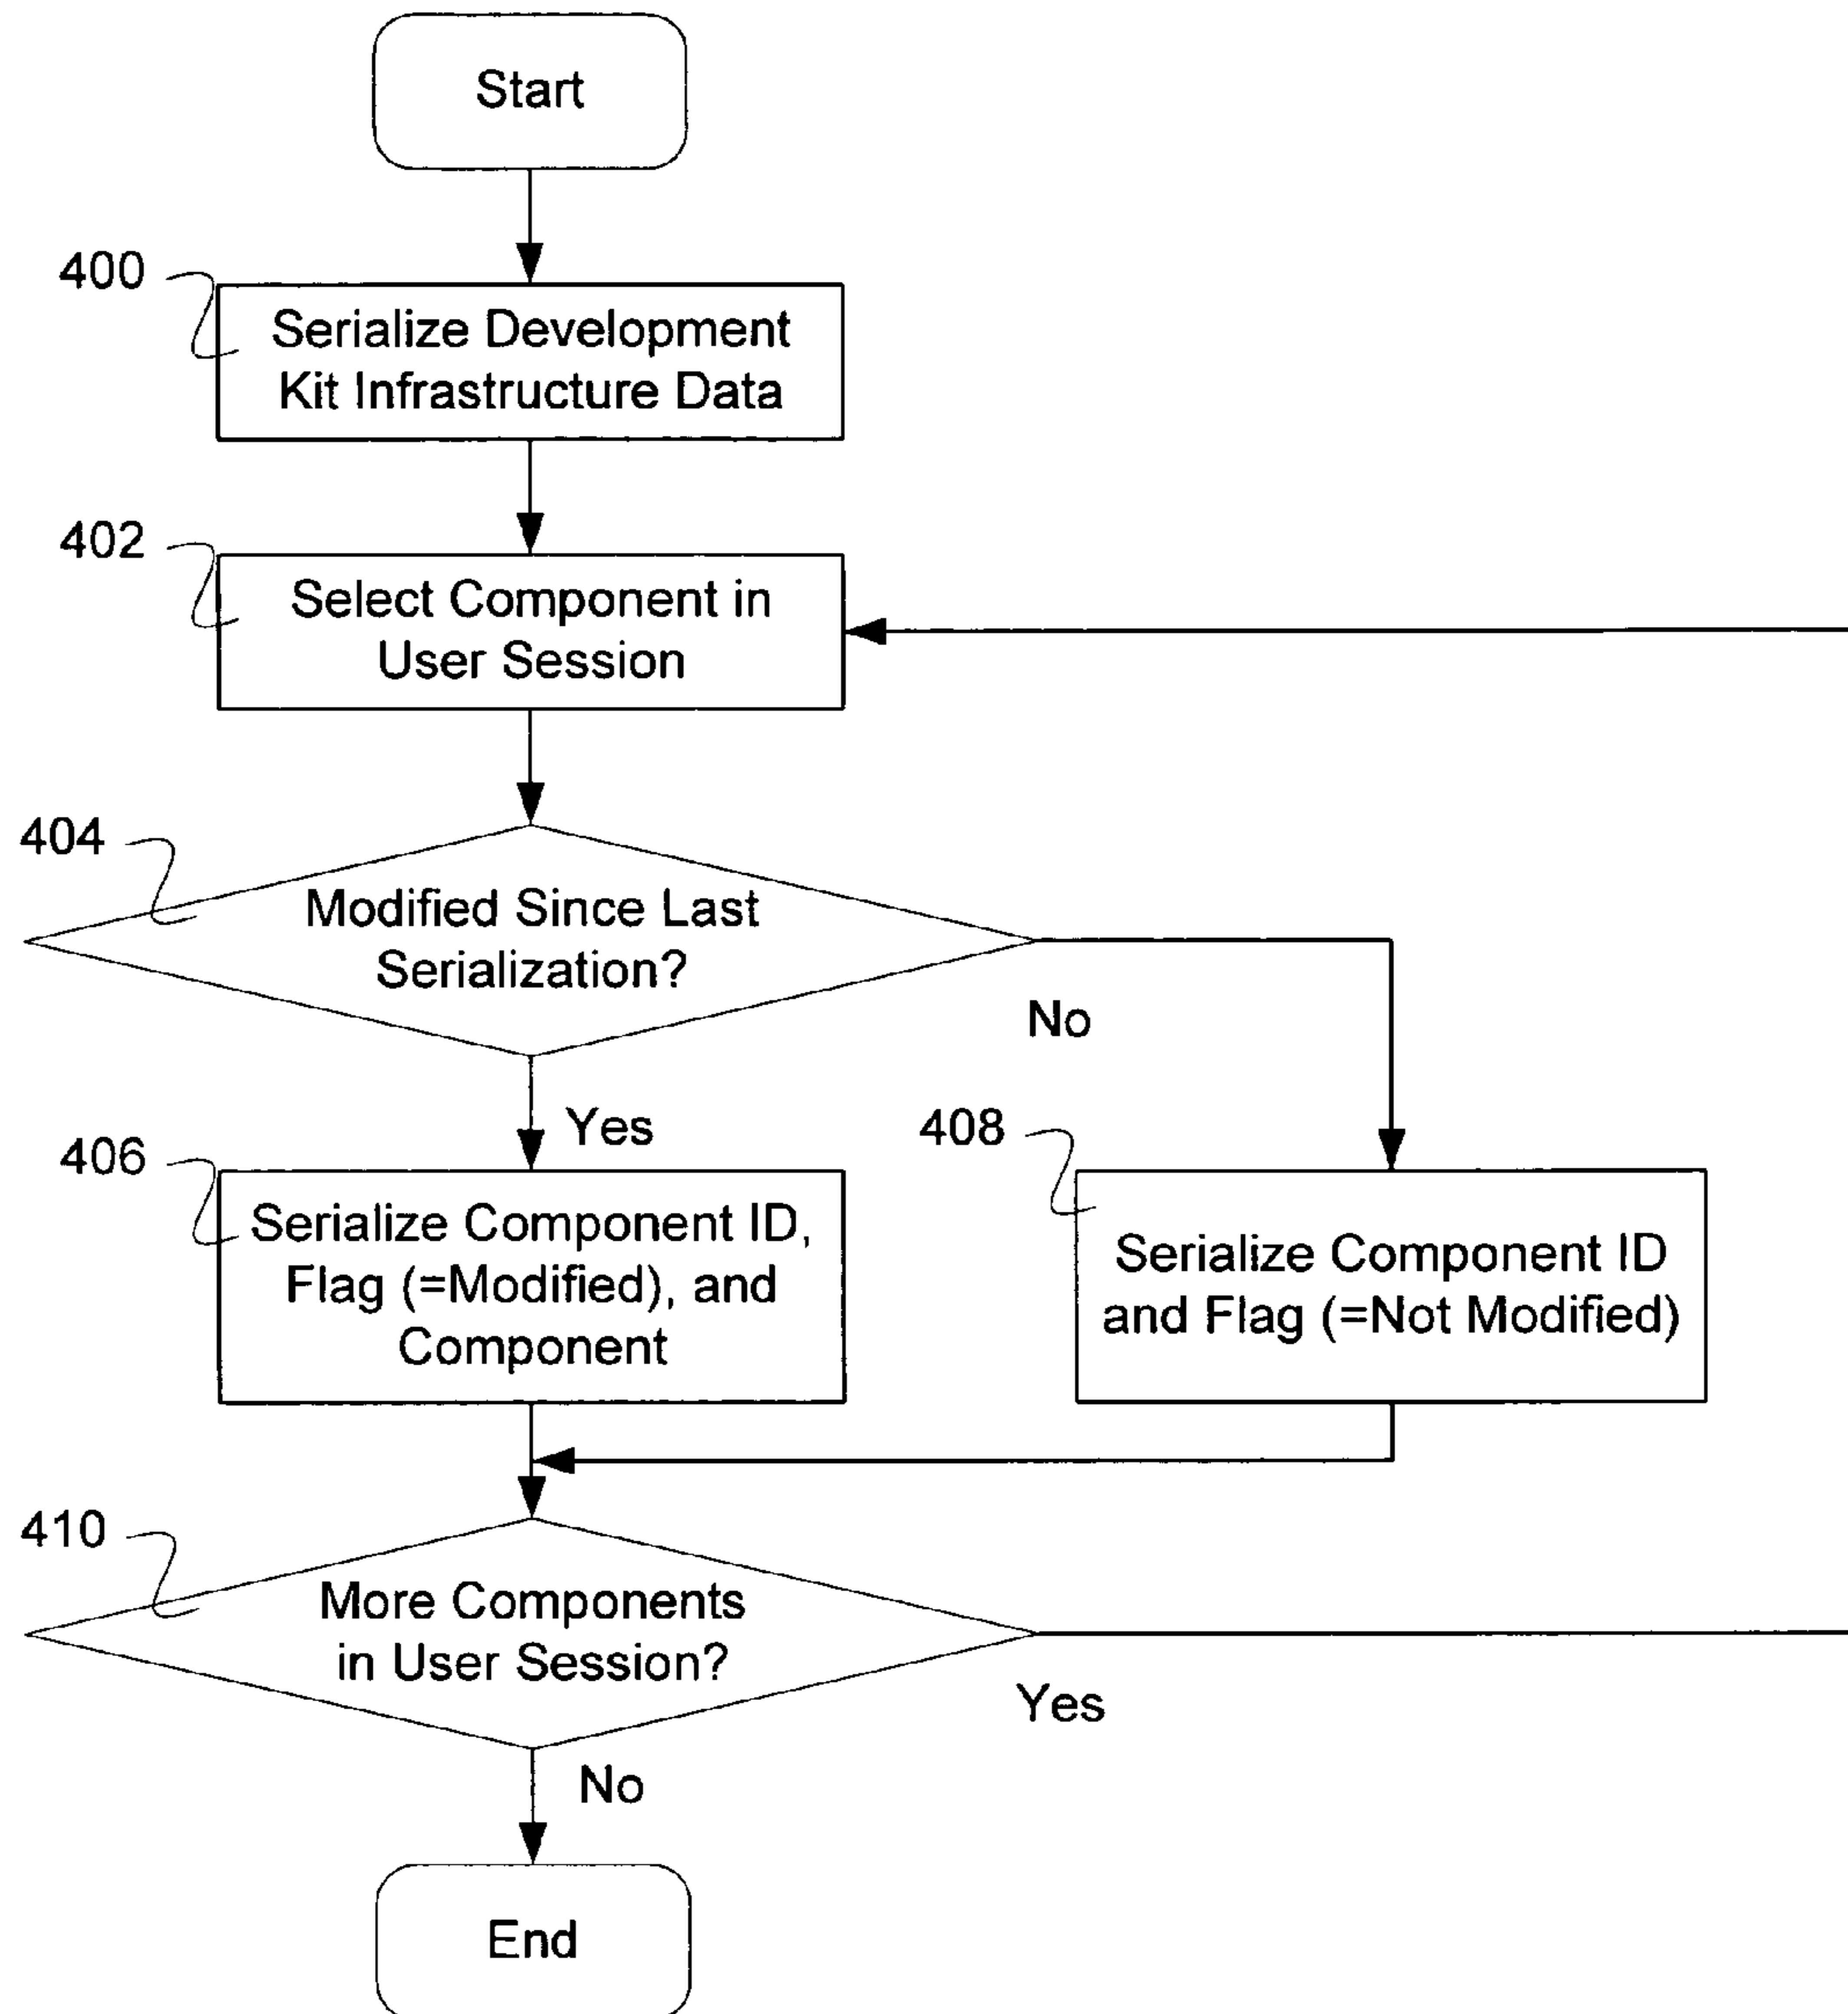 Start
400
Serialize Development
Kit Infrastructure Data
402
Select Component in
User Session
404
Modified Since Last
Serialization?
No
Yes
406
Serialize Component ID,
Flag (=Modified), and
Component
408
Serialize Component ID
and Flag (=Not Modified)
410
More Components
in User Session?
Yes
No
End